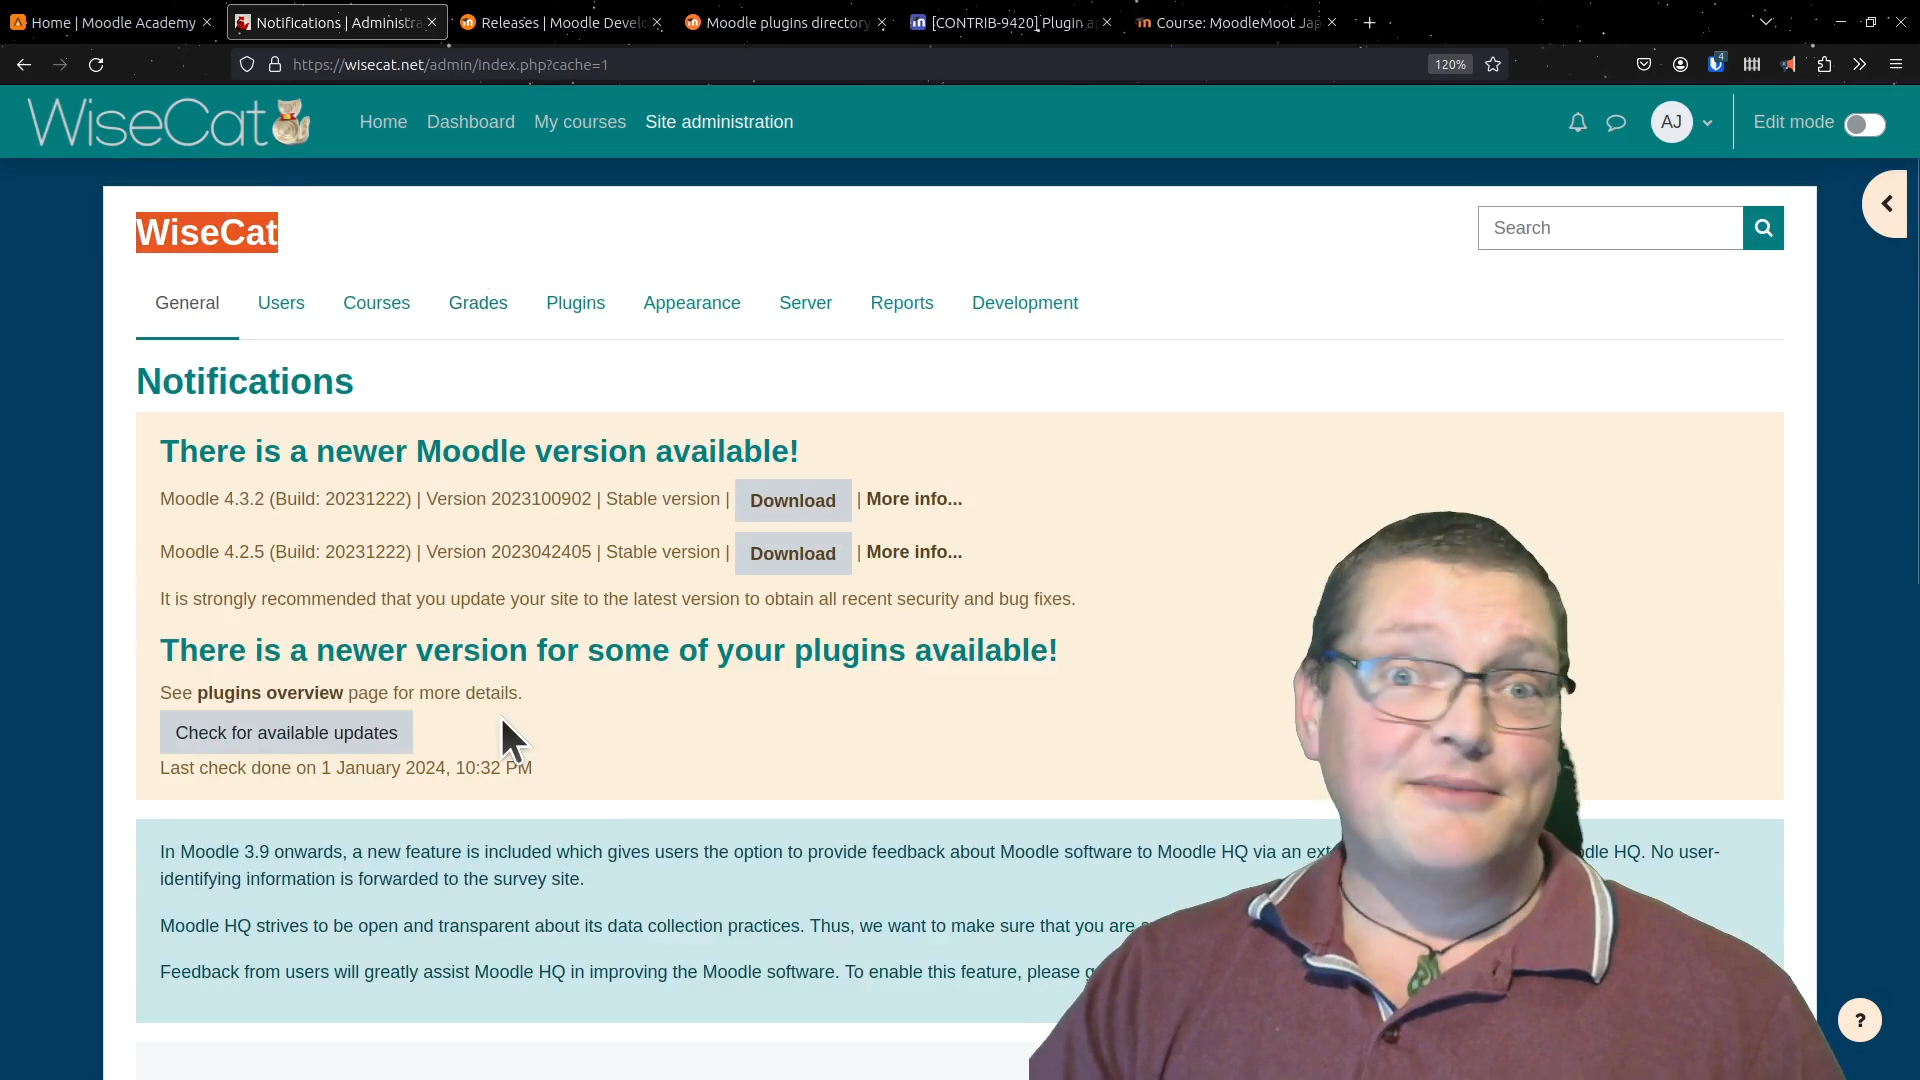 Home | Moodle Academy
Notifications | Administra
Releases | Moodle Develo
Moodle plugins directory
[CONTRIB-9420] Plugin a
Course: MoodleMoot Jap
https://wisecat.net/admin/index.php?cache=1
120%
4
WiseCat
Home
Dashboard
My courses
Site administration
AJ
Edit mode
WiseCat
Search
General
Users
Courses
Grades
Plugins
Appearance
Server
Reports
Development
Notifications
There is a newer Moodle version available!
Moodle 4.3.2 (Build: 20231222) | Version 2023100902 | Stable version | Download | More info...
Moodle 4.2.5 (Build: 20231222) | Version 2023042405 | Stable version | Download | More info...
It is strongly recommended that you update your site to the latest version to obtain all recent security and bug fixes.
There is a newer version for some of your plugins available!
See plugins overview page for more details.
Check for available updates
Last check done on 1 January 2024, 10:32 PM
In Moodle 3.9 onwards, a new feature is included which gives users the option to provide feedback about Moodle software to Moodle HQ via an ext dle HQ. No user-
identifying information is forwarded to the survey site.
Moodle HQ strives to be open and transparent about its data collection practices. Thus, we want to make sure that you are
Feedback from users will greatly assist Moodle HQ in improving the Moodle software. To enable this feature, please g
?